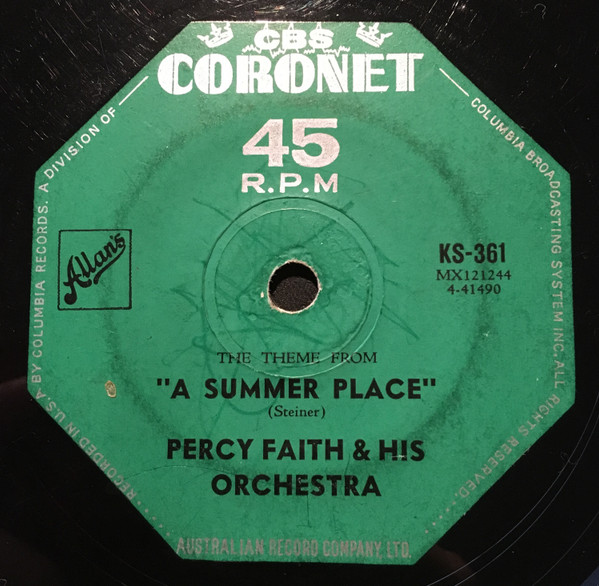 CBS
CORONET
45
R.P.M
Allan's
KS-361
MX121244
4-41490
THE THEME FROM
"A SUMMER PLACE"
(Steiner)
PERCY FAITH & HIS
ORCHESTRA
RECORDED IN U.S.A BY COLUMBIA RECORDS. A DIVISION OF — COLUMBIA BROADCASTING SYSTEM INC. ALL RIGHTS RESERVED.
AUSTRALIAN RECORD COMPANY, LTD.